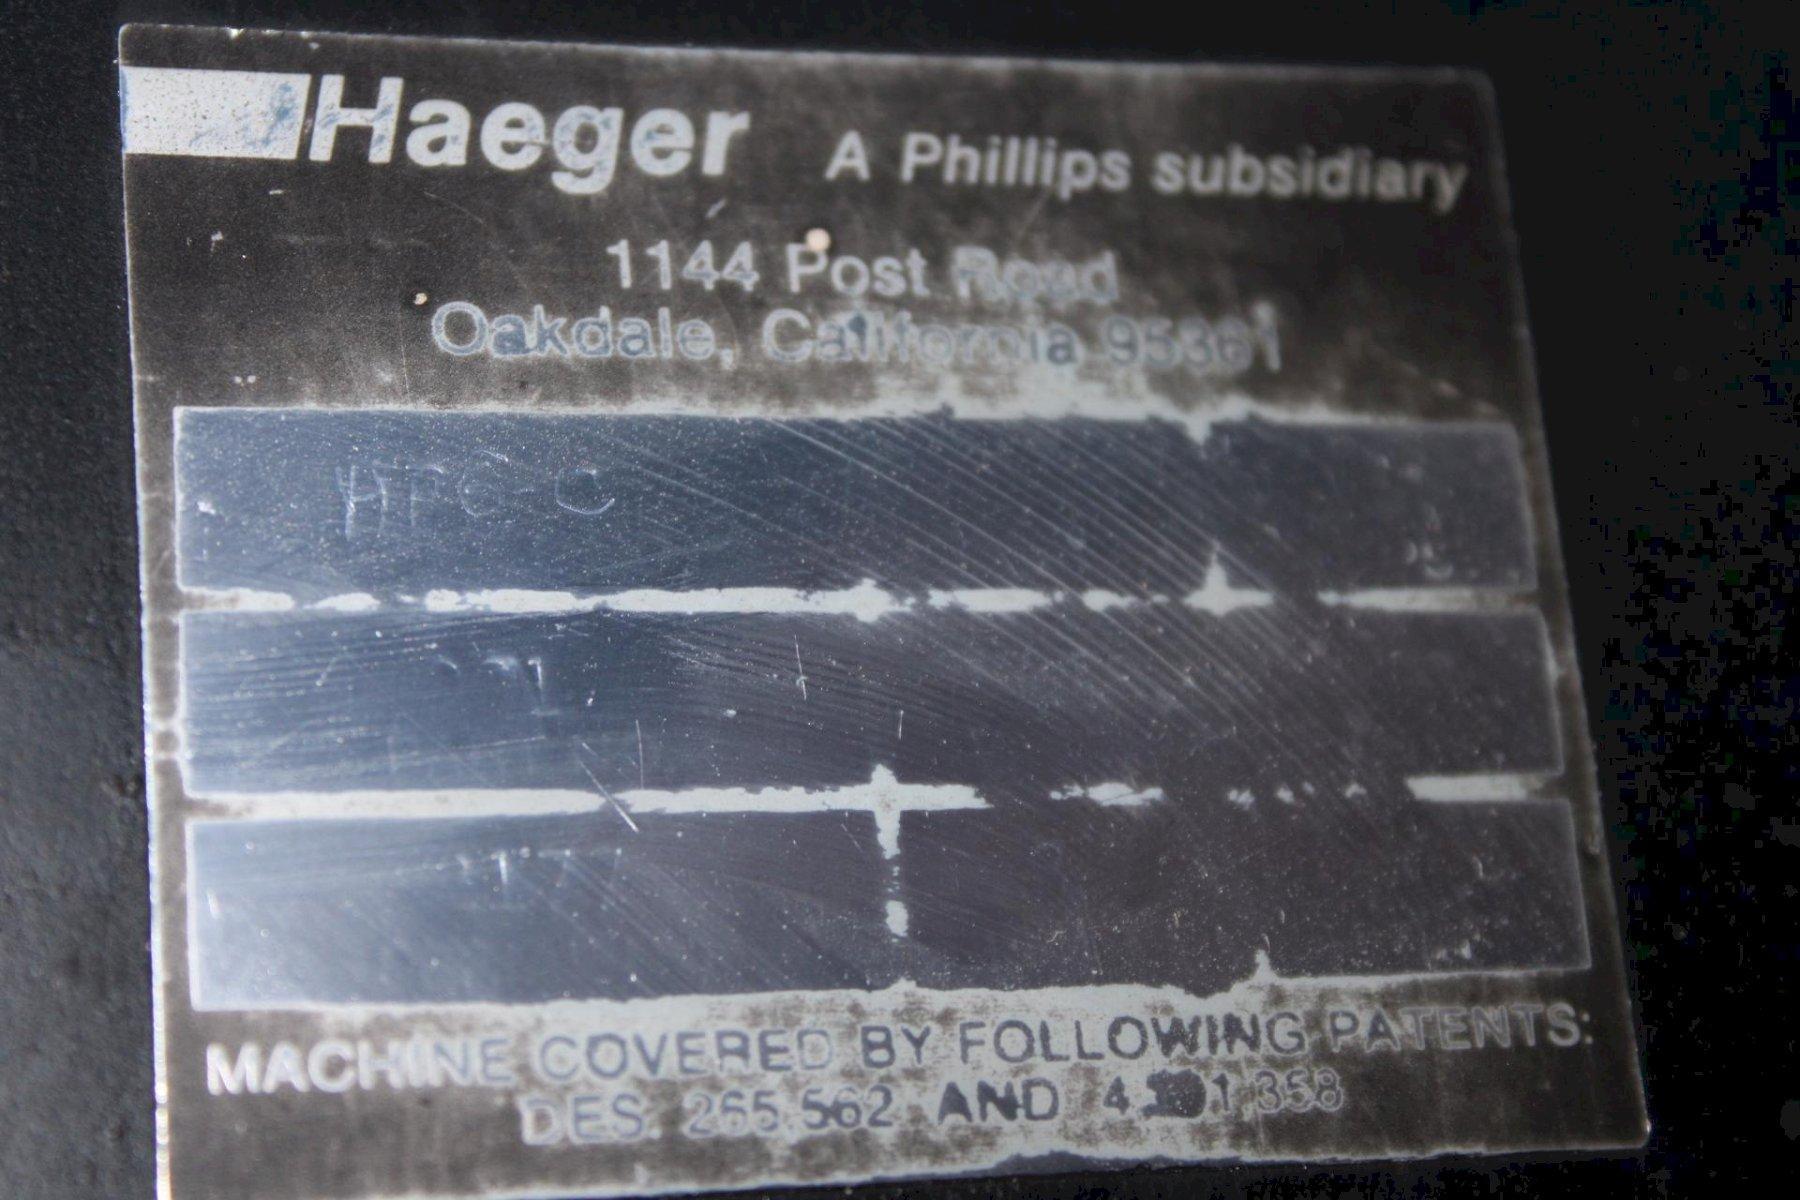 Haeger A Phillips subsidiary
1144 Post Road
Oakdale, California 95361
MACHINE COVERED BY FOLLOWING PATENTS:
DES. 265.562 AND